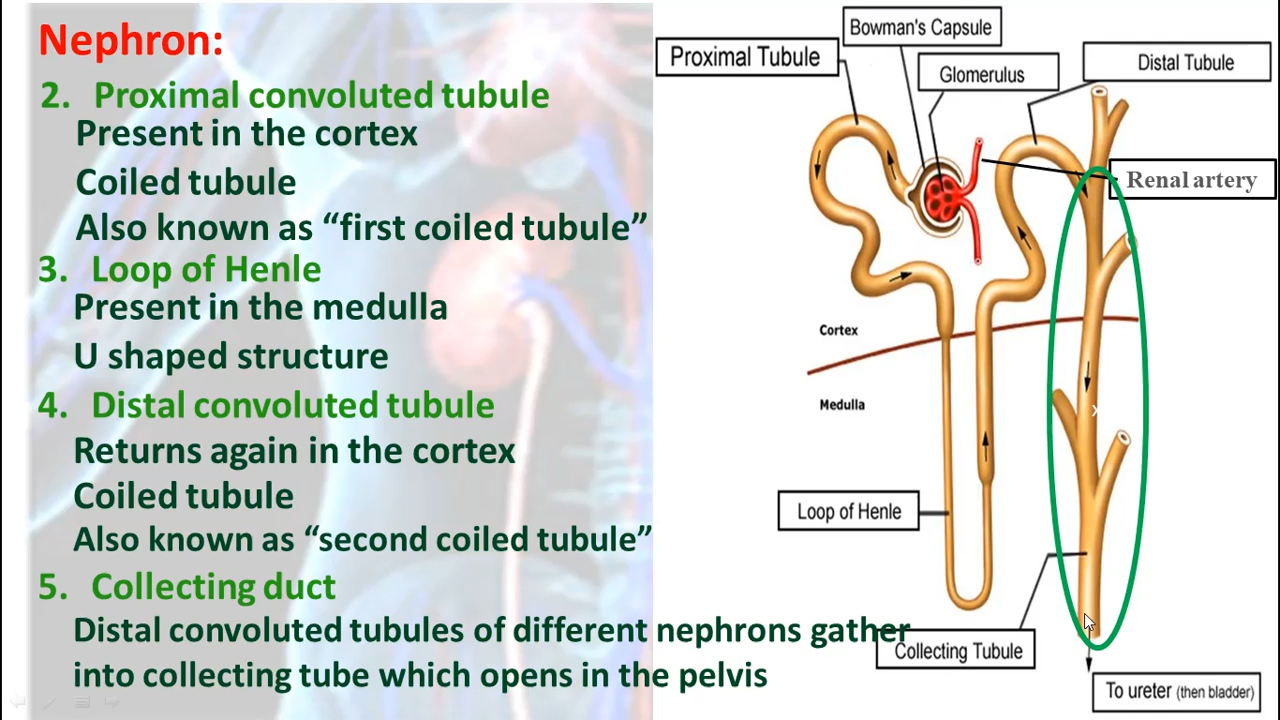 Nephron:
2. Proximal convoluted tubule
Present in the cortex
Coiled tubule
Also known as “first coiled tubule”
3. Loop of Henle
Present in the medulla
U shaped structure
4. Distal convoluted tubule
Returns again in the cortex
Coiled tubule
Also known as “second coiled tubule”
5. Collecting duct
Distal convoluted tubules of different nephrons gather
into collecting tube which opens in the pelvis
Bowman's Capsule
Proximal Tubule
Glomerulus
Distal Tubule
Renal artery
Cortex
Medulla
x
Loop of Henle
Collecting Tubule
To ureter (then bladder)